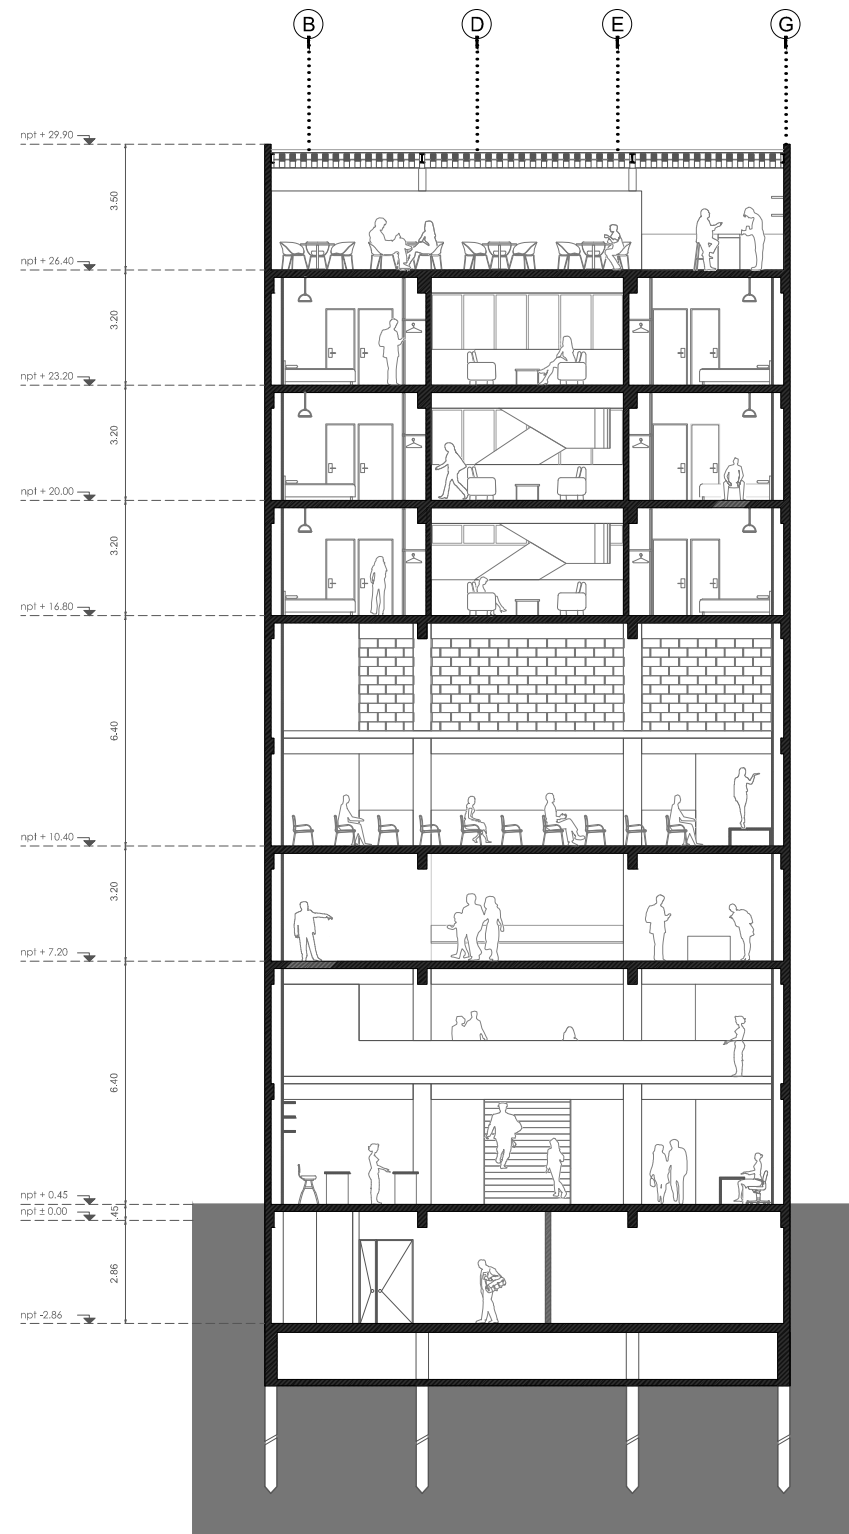 B D E G
npt + 29.90
3.50
npt + 26.40
3.20
npt + 23.20
3.20
npt + 20.00
3.20
npt + 16.80
6.40
npt + 10.40
3.20
npt + 7.20
6.40
npt + 0.45
.45
npt ± 0.00
2.86
npt -2.86